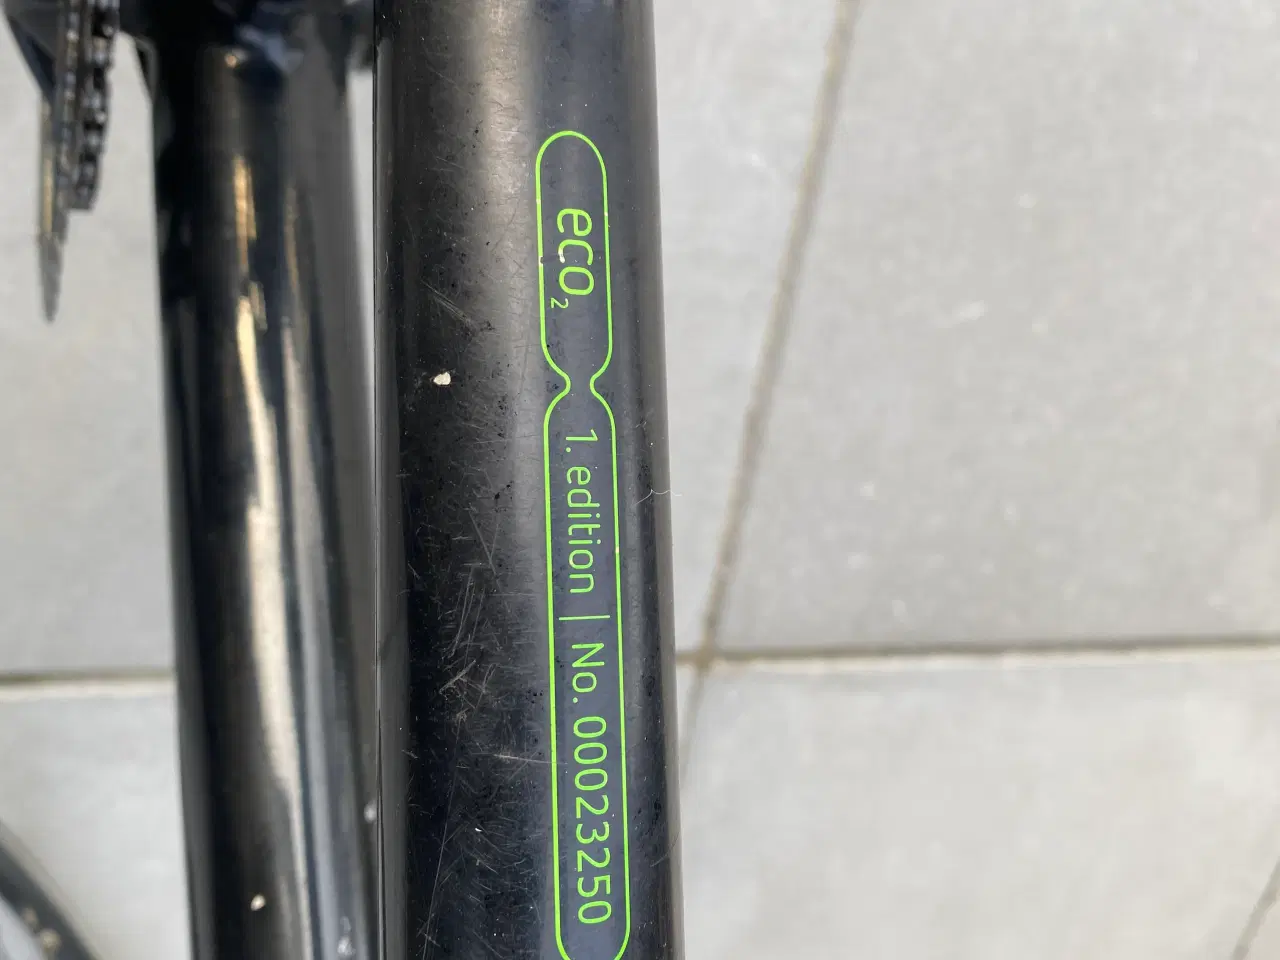 eco₂
1. edition | No. 00023250